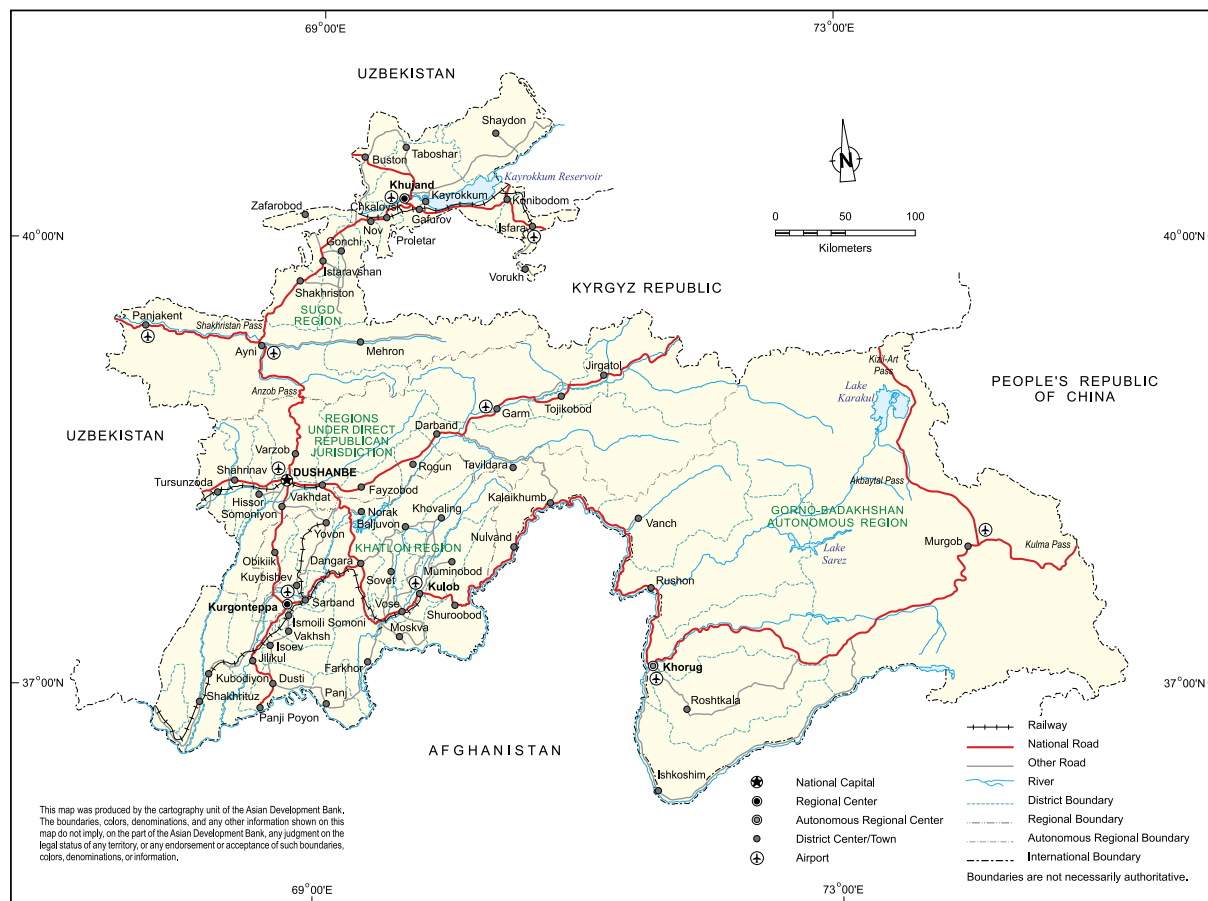 69°00'E
73°00'E
UZBEKISTAN
Shaydon
Taboshar
Buston
Kayrokkum Reservoir
Khujand
Kayrokkum
Konibodom
Zafarobod
Chkalovsk
Gafurov
Nov
Proletar
Isfara
40°00'N
40°00'N
0 50 100
Kilometers
N
Gonchi
Istaravshan
Vorukh
Shakhriston
KYRGYZ REPUBLIC
SUGD
REGION
Panjakent
Shakhristan Pass
Ayni
Mehron
Jirgatol
Kizil-Art
Pass
Anzob Pass
Lake
Karakul
PEOPLE'S REPUBLIC
OF CHINA
Garm
Tojikobod
REGIONS
UNDER DIRECT
REPUBLICAN
JURISDICTION
Darband
UZBEKISTAN
Varzob
Shahrinav
DUSHANBE
Rogun
Tavildara
Tursunzoda
Hissor
Vakhdat
Fayzobod
Akbaytal Pass
Somoniyon
Norak
Khovaling
Kalaikhumb
Baljuvon
GORNO-BADAKHSHAN
AUTONOMOUS REGION
Vanch
Yovon
Nulvand
KHATLON REGION
Lake
Sarez
Murgob
Kulma Pass
Obikiik
Dangara
Sovet
Muminobod
Kuybishev
Kulob
Rushon
Kurgonteppa
Sarband
Vose
Shuroobod
Ismoili Somoni
Moskva
Vakhsh
Isoev
Jilikul
Farkhor
Khorug
Kubodiyon
Dusti
Panj
Roshtkala
37°00'N
37°00'N
Shakhrituz
Panji Poyon
AFGHANISTAN
Ishkoshim
National Capital
Regional Center
Autonomous Regional Center
District Center/Town
Airport
Railway
National Road
Other Road
River
District Boundary
Regional Boundary
Autonomous Regional Boundary
International Boundary
Boundaries are not necessarily authoritative.
This map was produced by the cartography unit of the Asian Development Bank.
The boundaries, colors, denominations, and any other information shown on this
map do not imply, on the part of the Asian Development Bank, any judgment on the
legal status of any territory, or any endorsement or acceptance of such boundaries,
colors, denominations, or information.
69°00'E
73°00'E